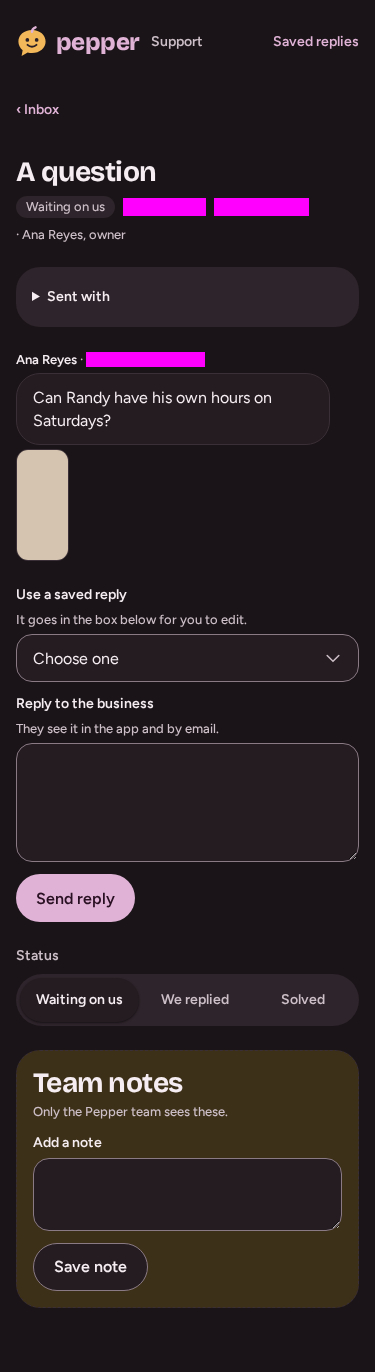 pepper Support Saved replies
‹ Inbox
A question
Waiting on us
· Ana Reyes, owner
Sent with
Ana Reyes ·
Can Randy have his own hours on
Saturdays?
Use a saved reply
It goes in the box below for you to edit.
Choose one
Reply to the business
They see it in the app and by email.
Send reply
Status
Waiting on us We replied Solved
Team notes
Only the Pepper team sees these.
Add a note
Save note